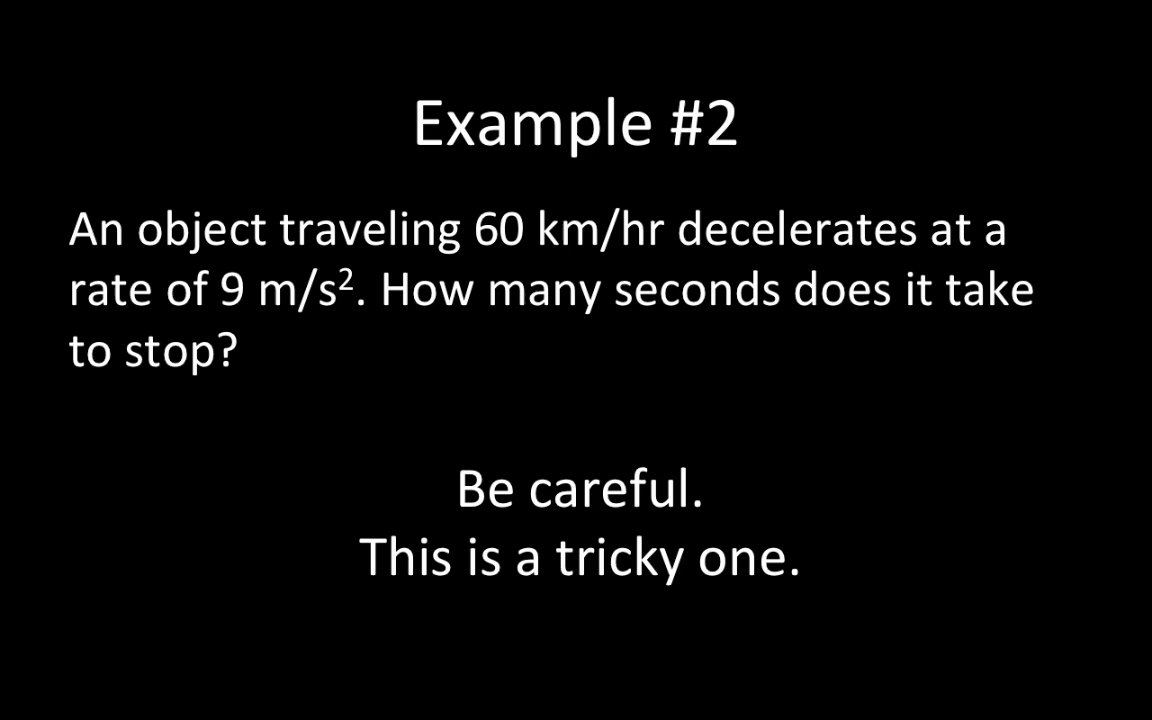 Example #2
An object traveling 60 km/hr decelerates at a
rate of 9 m/s². How many seconds does it take
to stop?
Be careful.
This is a tricky one.